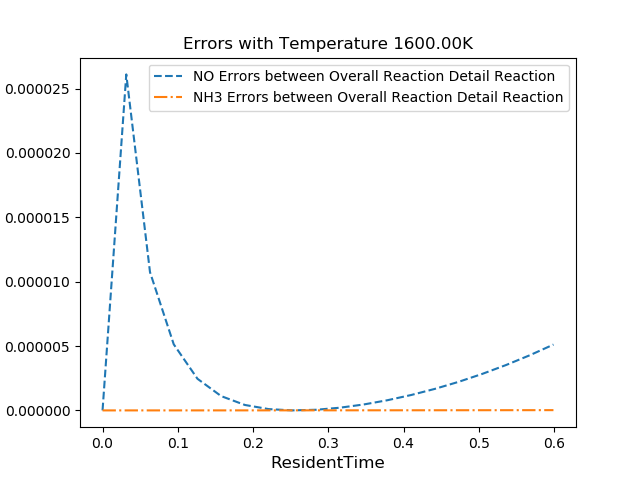 Errors with Temperature 1600.00K
NO Errors between Overall Reaction Detail Reaction
NH3 Errors between Overall Reaction Detail Reaction
0.000025
0.000020
0.000015
0.000010
0.000005
0.000000
0.0 0.1 0.2 0.3 0.4 0.5 0.6
ResidentTime